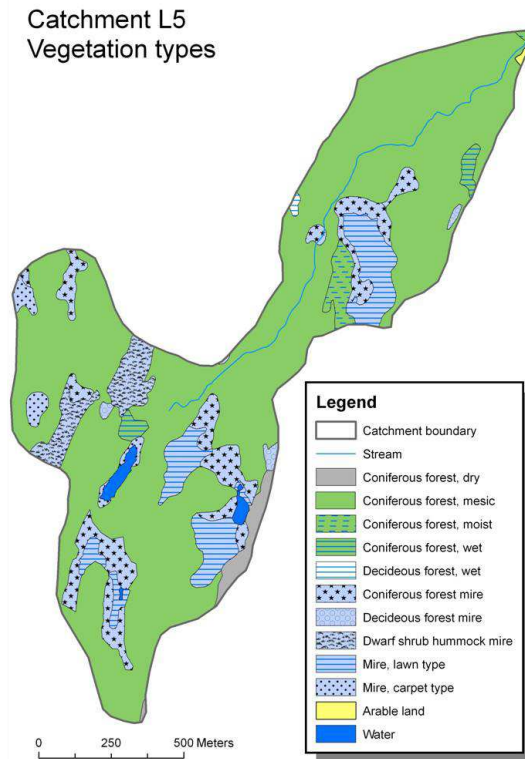 Catchment L5
Vegetation types
Legend
Catchment boundary
Stream
Coniferous forest, dry
Coniferous forest, mesic
Coniferous forest, moist
Coniferous forest, wet
Decideous forest, wet
Coniferous forest mire
Decideous forest mire
Dwarf shrub hummock mire
Mire, lawn type
Mire, carpet type
Arable land
Water
0 250 500 Meters